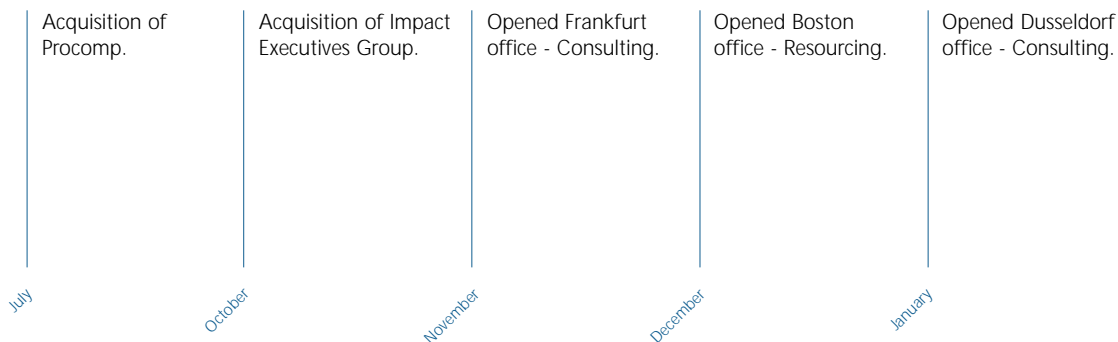 Acquisition of
Procomp.
Acquisition of Impact
Executives Group.
Opened Frankfurt
office - Consulting.
Opened Boston
office - Resourcing.
Opened Dusseldorf
office - Consulting.
July
October
November
December
January